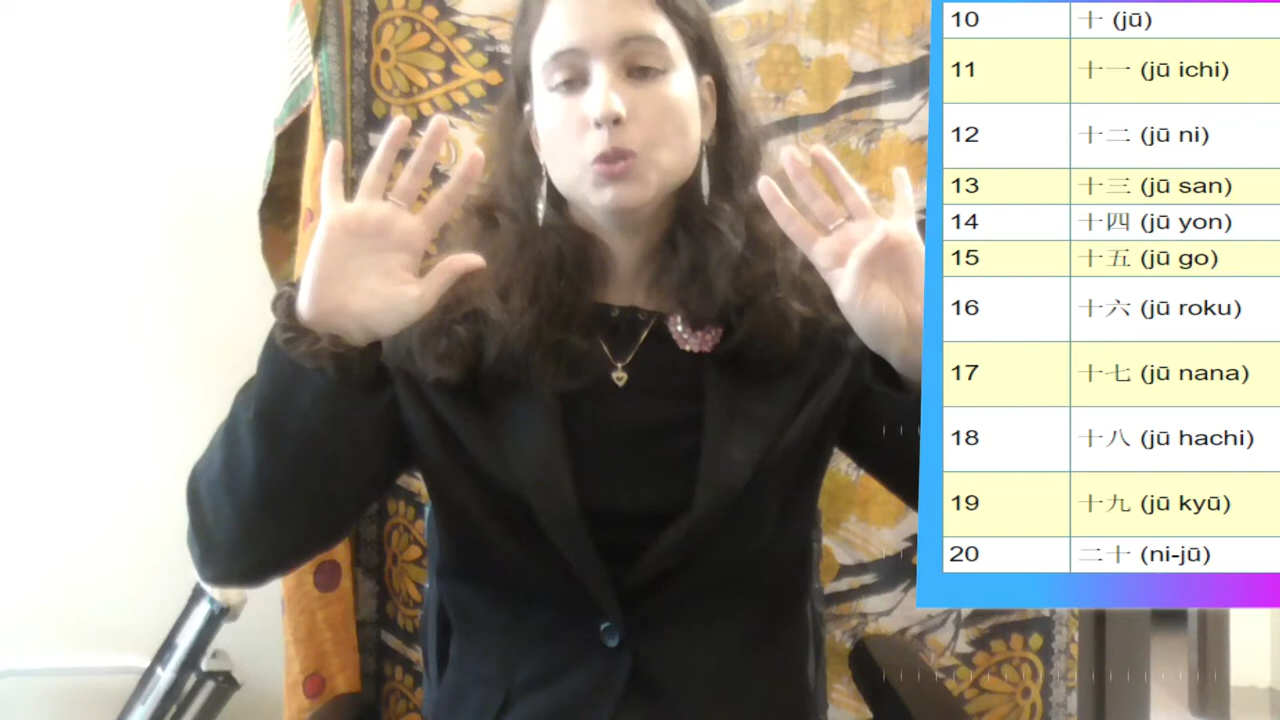 10 十 (jū)
11 十一 (jū ichi)
12 十二 (jū ni)
13 十三 (jū san)
14 十四 (jū yon)
15 十五 (jū go)
16 十六 (jū roku)
17 十七 (jū nana)
18 十八 (jū hachi)
19 十九 (jū kyū)
20 二十 (ni-jū)